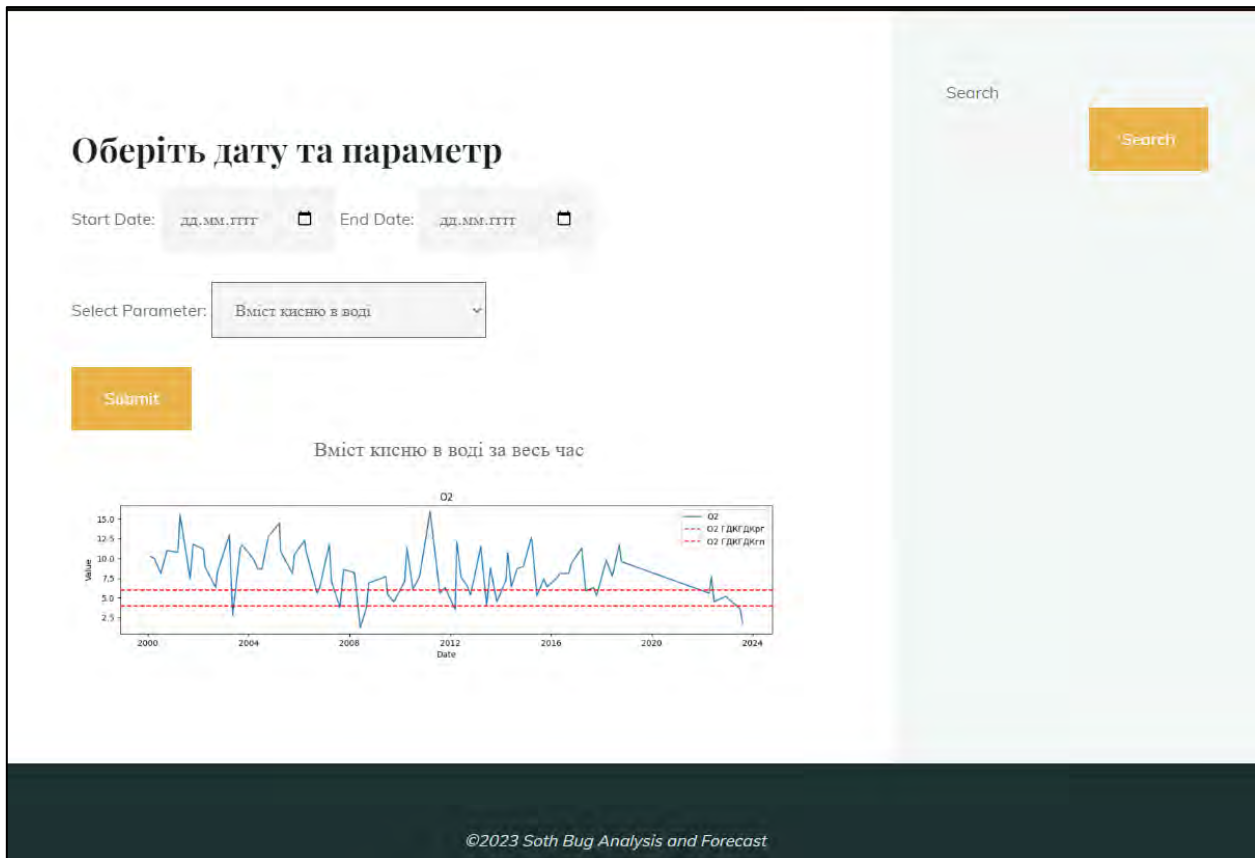 Search
Search
Оберіть дату та параметр
Start Date: дд.мм.гггг End Date: дд.мм.гггг
Select Parameter: Вміст кисню в воді
Submit
Вміст кисню в воді за весь час
O2
15.0
12.5
10.0
7.5
5.0
2.5
Value
O2
O2 ГДКГДКрг
O2 ГДКГДКгп
2000 2004 2008 2012 2016 2020 2024
Date
©2023 Soth Bug Analysis and Forecast